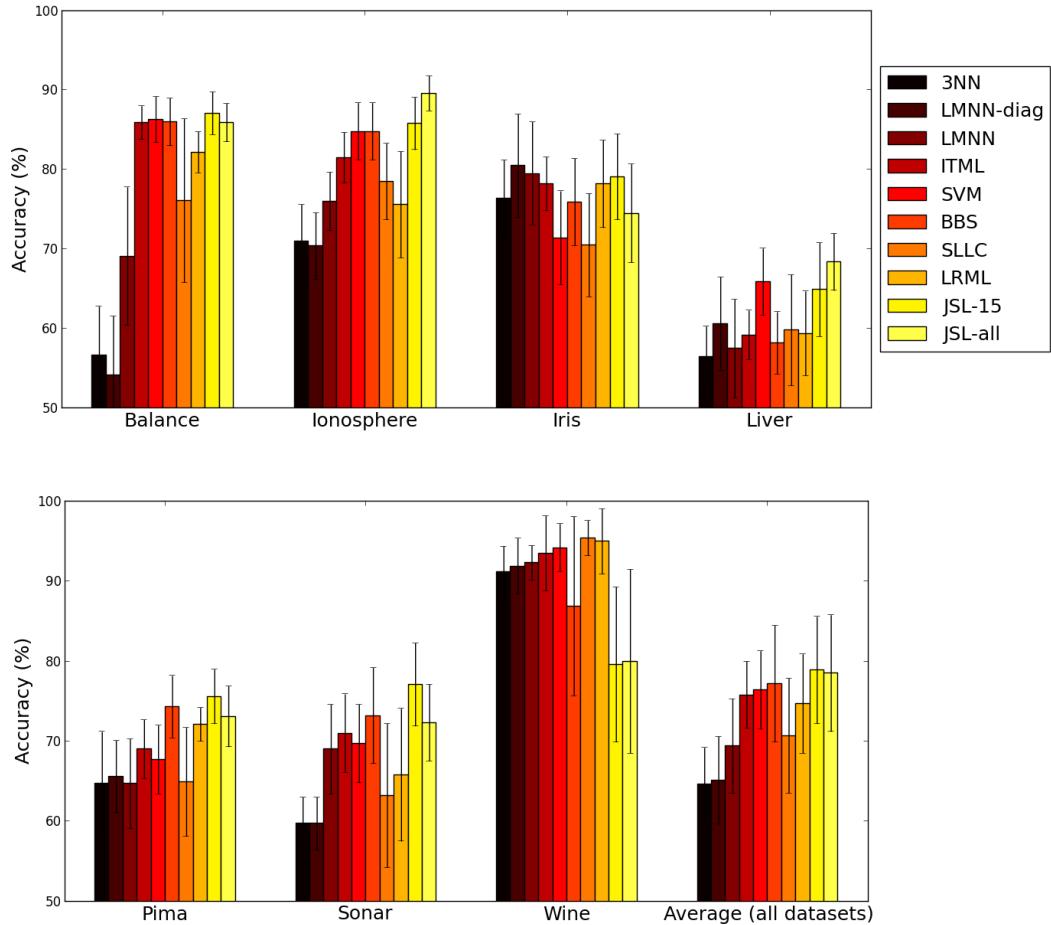 100
90
80
70
60
50
Accuracy (%)
Balance
Ionosphere
Iris
Liver
3NN
LMNN-diag
LMNN
ITML
SVM
BBS
SLLC
LRML
JSL-15
JSL-all
100
90
80
70
60
50
Accuracy (%)
Pima
Sonar
Wine
Average (all datasets)